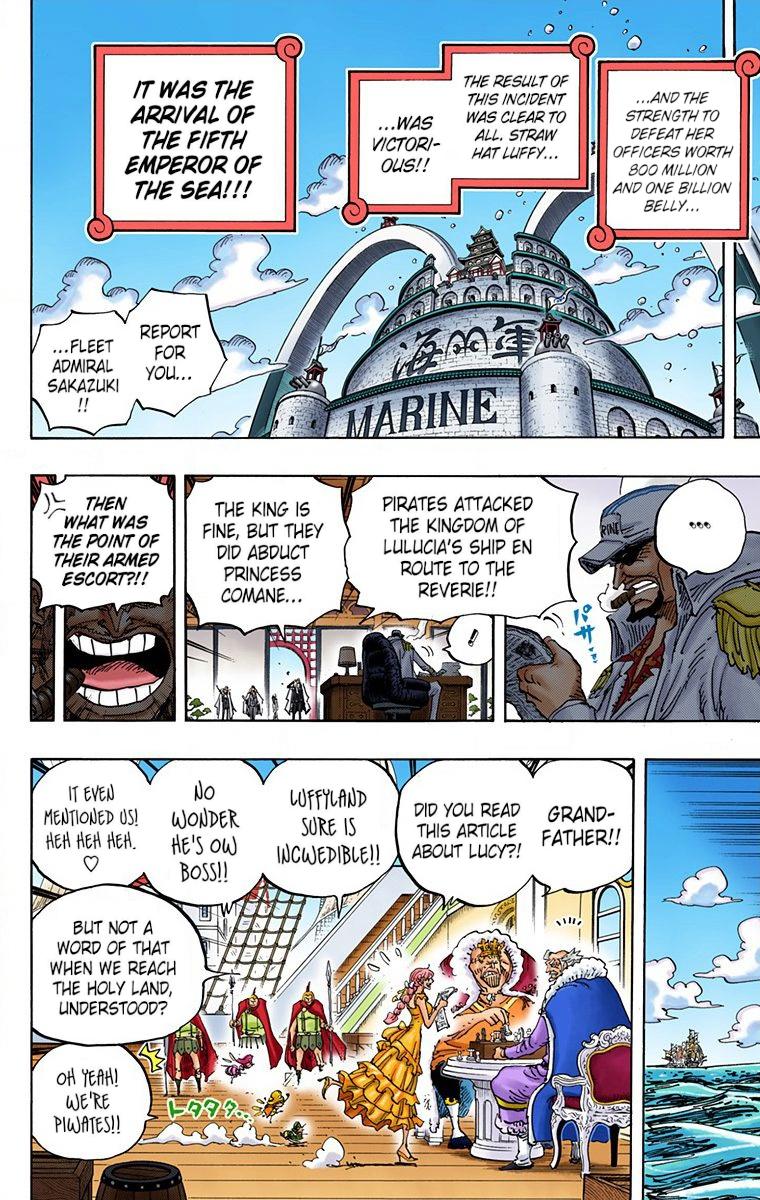 ...AND THE
STRENGTH TO
DEFEAT HER
OFFICERS WORTH
800 MILLION
AND ONE BILLION
BELLY...
THE RESULT OF
THIS INCIDENT
WAS CLEAR TO
ALL. STRAW
HAT LUFFY...
...WAS
VICTORI-
OUS!!
IT WAS THE
ARRIVAL OF
THE FIFTH
EMPEROR OF
THE SEA!!!
海軍
MARINE
REPORT
FOR
YOU...
...FLEET
ADMIRAL
SAKAZUKI
!!
...
RINE
パサッ
!
PIRATES ATTACKED
THE KINGDOM OF
LULUCIA'S SHIP EN
ROUTE TO THE
REVERIE!!
THE KING IS
FINE, BUT THEY
DID ABDUCT
PRINCESS
COMANE...
THEN
WHAT WAS
THE POINT OF
THEIR ARMED
ESCORT?!!
GRAND-
FATHER!!
DID YOU READ
THIS ARTICLE
ABOUT LUCY?!
LUFFYLAND
SURE IS
INCWEDIBLE!!
NO
WONDER
HE'S OW
BOSS!!
IT EVEN
MENTIONED US!
HEH HEH HEH.
♡
BUT NOT A
WORD OF THAT
WHEN WE REACH
THE HOLY LAND,
UNDERSTOOD?
OH YEAH!
WE'RE
PIWATES!!
トタタタ...